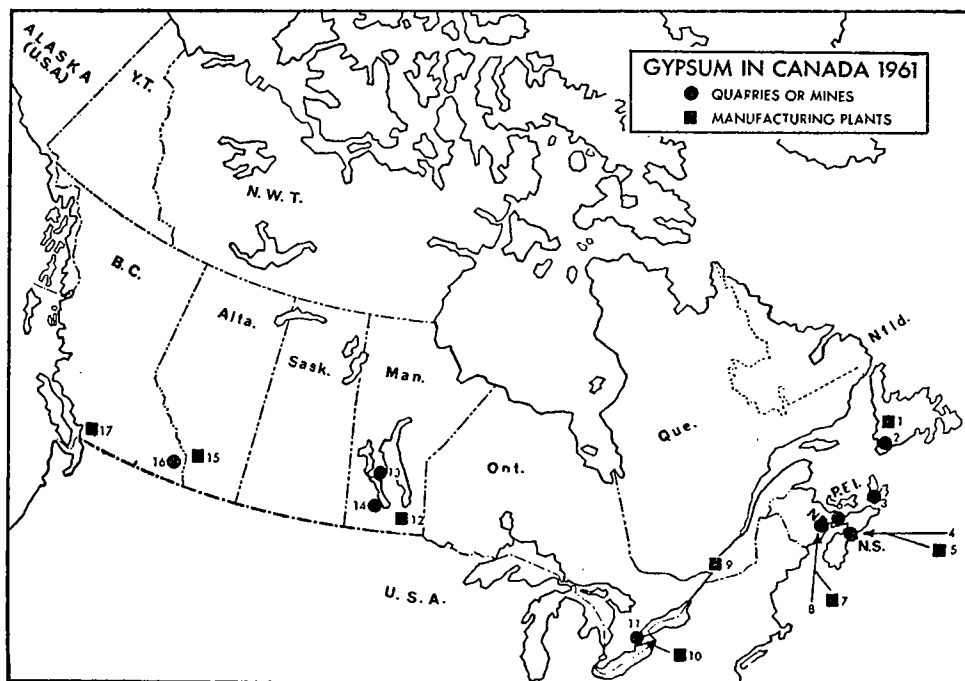 ALASKA
(U.S.A)
Y.T.
GYPSUM IN CANADA 1961
QUARRIES OR MINES
MANUFACTURING PLANTS
N.W.T.
B.C.
Alta.
Sask.
Man.
Ont.
Que.
Nfld.
1
2
P.E.I.
3
4
N.S.
5
7
8
9
10
11
12
13
14
15
16
17
U.S.A.